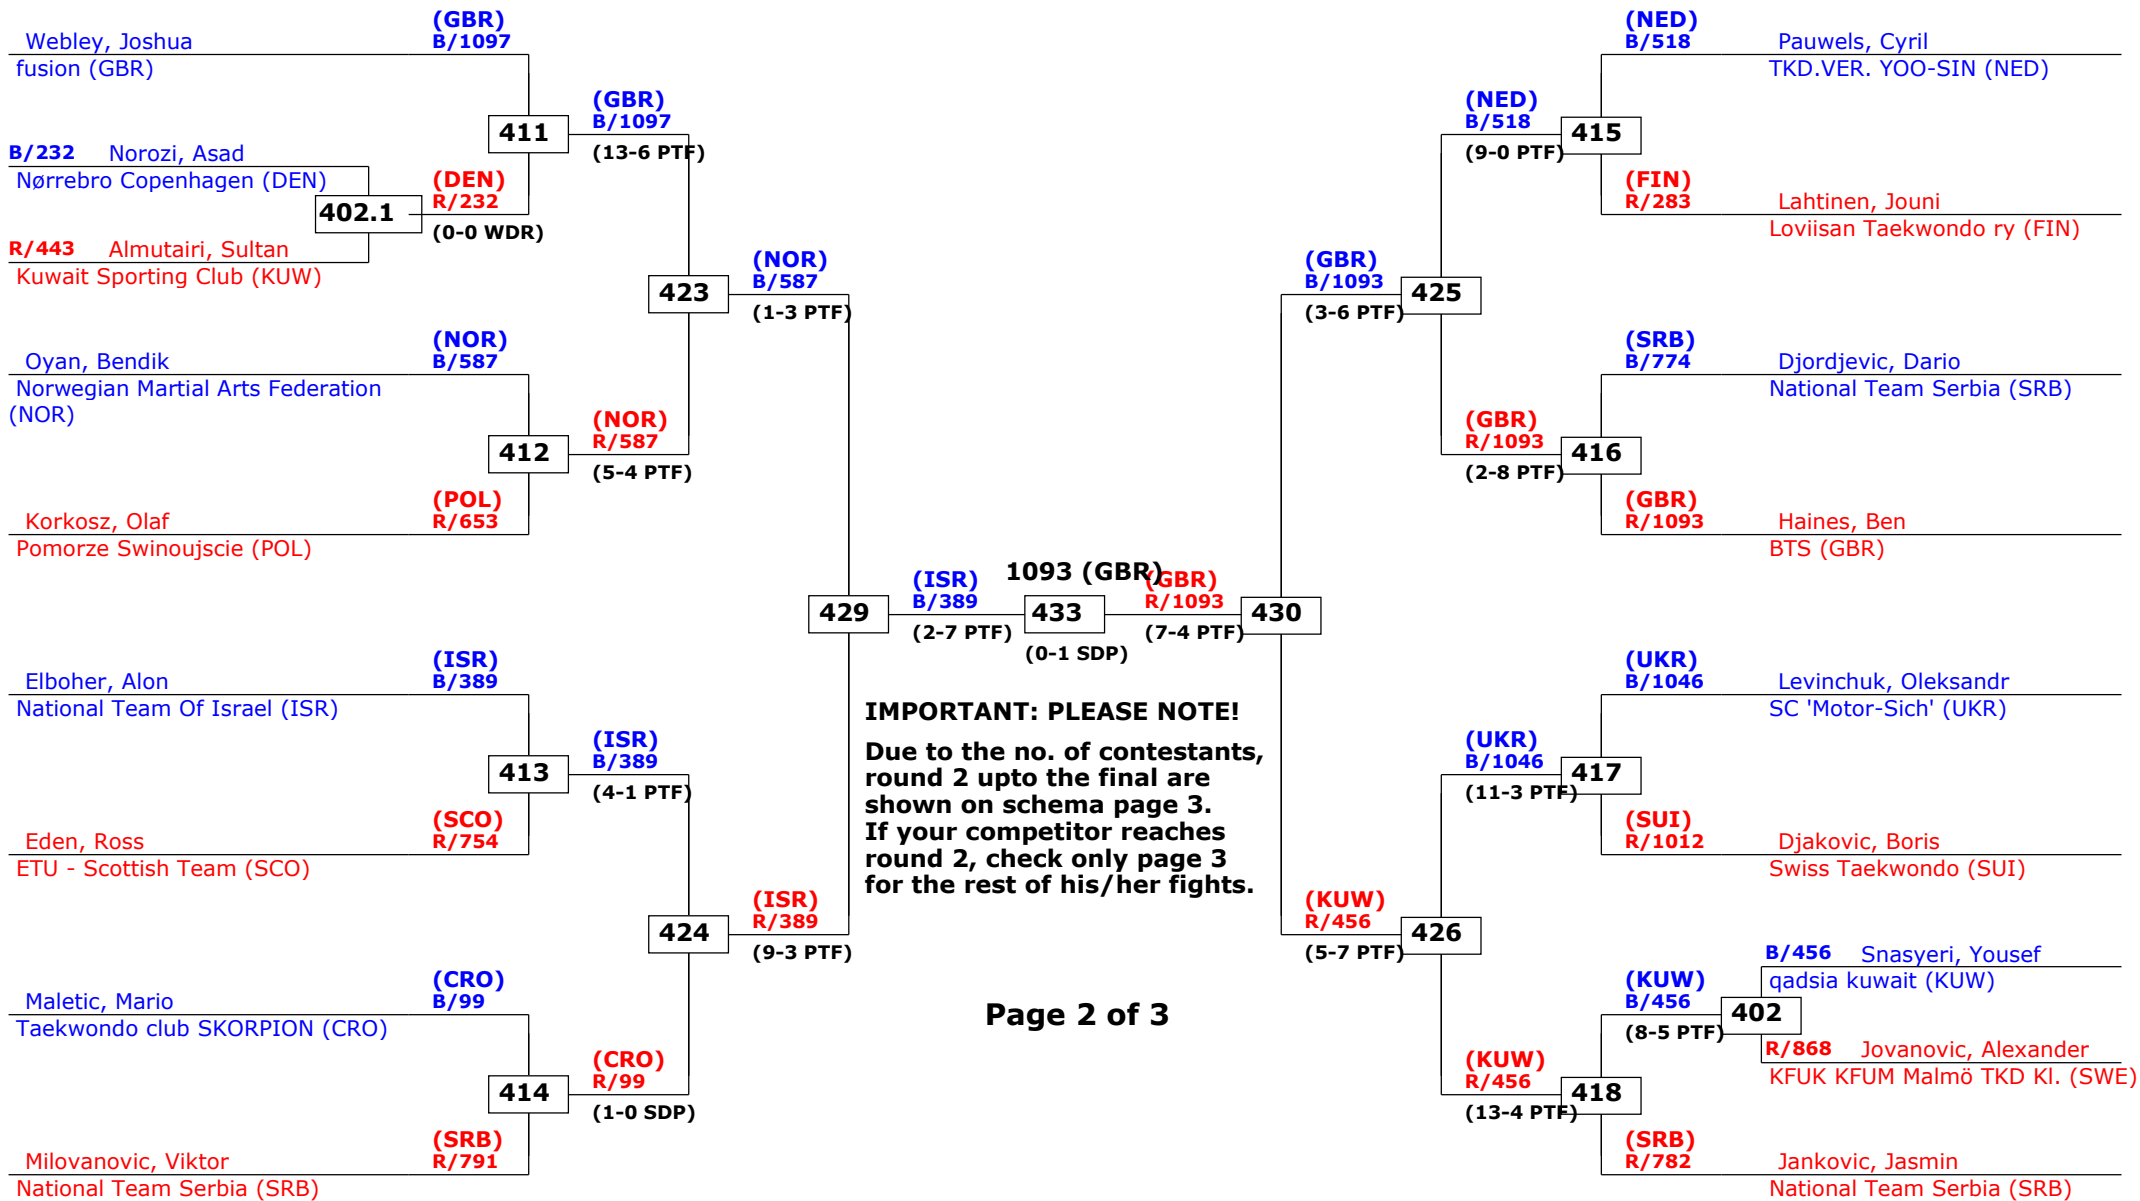 (GBR)
Webley, Joshua B/1097
fusion (GBR)
(GBR)
B/1097
411
(13-6 PTF)
B/232 Norozi, Asad
Nørrebro Copenhagen (DEN)
(DEN)
R/232
402.1
(0-0 WDR)
R/443 Almutairi, Sultan
Kuwait Sporting Club (KUW)
(NOR)
B/587
423
(1-3 PTF)
(NOR)
Oyan, Bendik B/587
Norwegian Martial Arts Federation
(NOR)
(NOR)
R/587
412
(5-4 PTF)
(POL)
Korkosz, Olaf R/653
Pomorze Swinoujscie (POL)
429
(ISR)
B/389
(2-7 PTF)
1093 (GBR)
433
(0-1 SDP)
(GBR)
R/1093
(7-4 PTF)
430
(ISR)
Elboher, Alon B/389
National Team Of Israel (ISR)
(ISR)
B/389
413
(4-1 PTF)
(SCO)
Eden, Ross R/754
ETU - Scottish Team (SCO)
(ISR)
R/389
424
(9-3 PTF)
(CRO)
Maletic, Mario B/99
Taekwondo club SKORPION (CRO)
(CRO)
R/99
414
(1-0 SDP)
(SRB)
Milovanovic, Viktor R/791
National Team Serbia (SRB)
IMPORTANT: PLEASE NOTE!
Due to the no. of contestants,
round 2 upto the final are
shown on schema page 3.
If your competitor reaches
round 2, check only page 3
for the rest of his/her fights.
Page 2 of 3
(NED)
B/518 Pauwels, Cyril
TKD.VER. YOO-SIN (NED)
(NED)
B/518
415
(9-0 PTF)
(FIN)
R/283 Lahtinen, Jouni
Loviisan Taekwondo ry (FIN)
(GBR)
B/1093
425
(3-6 PTF)
(SRB)
B/774 Djordjevic, Dario
National Team Serbia (SRB)
(GBR)
R/1093
416
(2-8 PTF)
(GBR)
R/1093 Haines, Ben
BTS (GBR)
(UKR)
B/1046 Levinchuk, Oleksandr
SC 'Motor-Sich' (UKR)
(UKR)
B/1046
417
(11-3 PTF)
(SUI)
R/1012 Djakovic, Boris
Swiss Taekwondo (SUI)
(KUW)
R/456
426
(5-7 PTF)
B/456 Snasyeri, Yousef
qadsia kuwait (KUW)
(KUW)
B/456
402
(8-5 PTF)
R/868 Jovanovic, Alexander
KFUK KFUM Malmö TKD Kl. (SWE)
(KUW)
R/456
418
(13-4 PTF)
(SRB)
R/782 Jankovic, Jasmin
National Team Serbia (SRB)